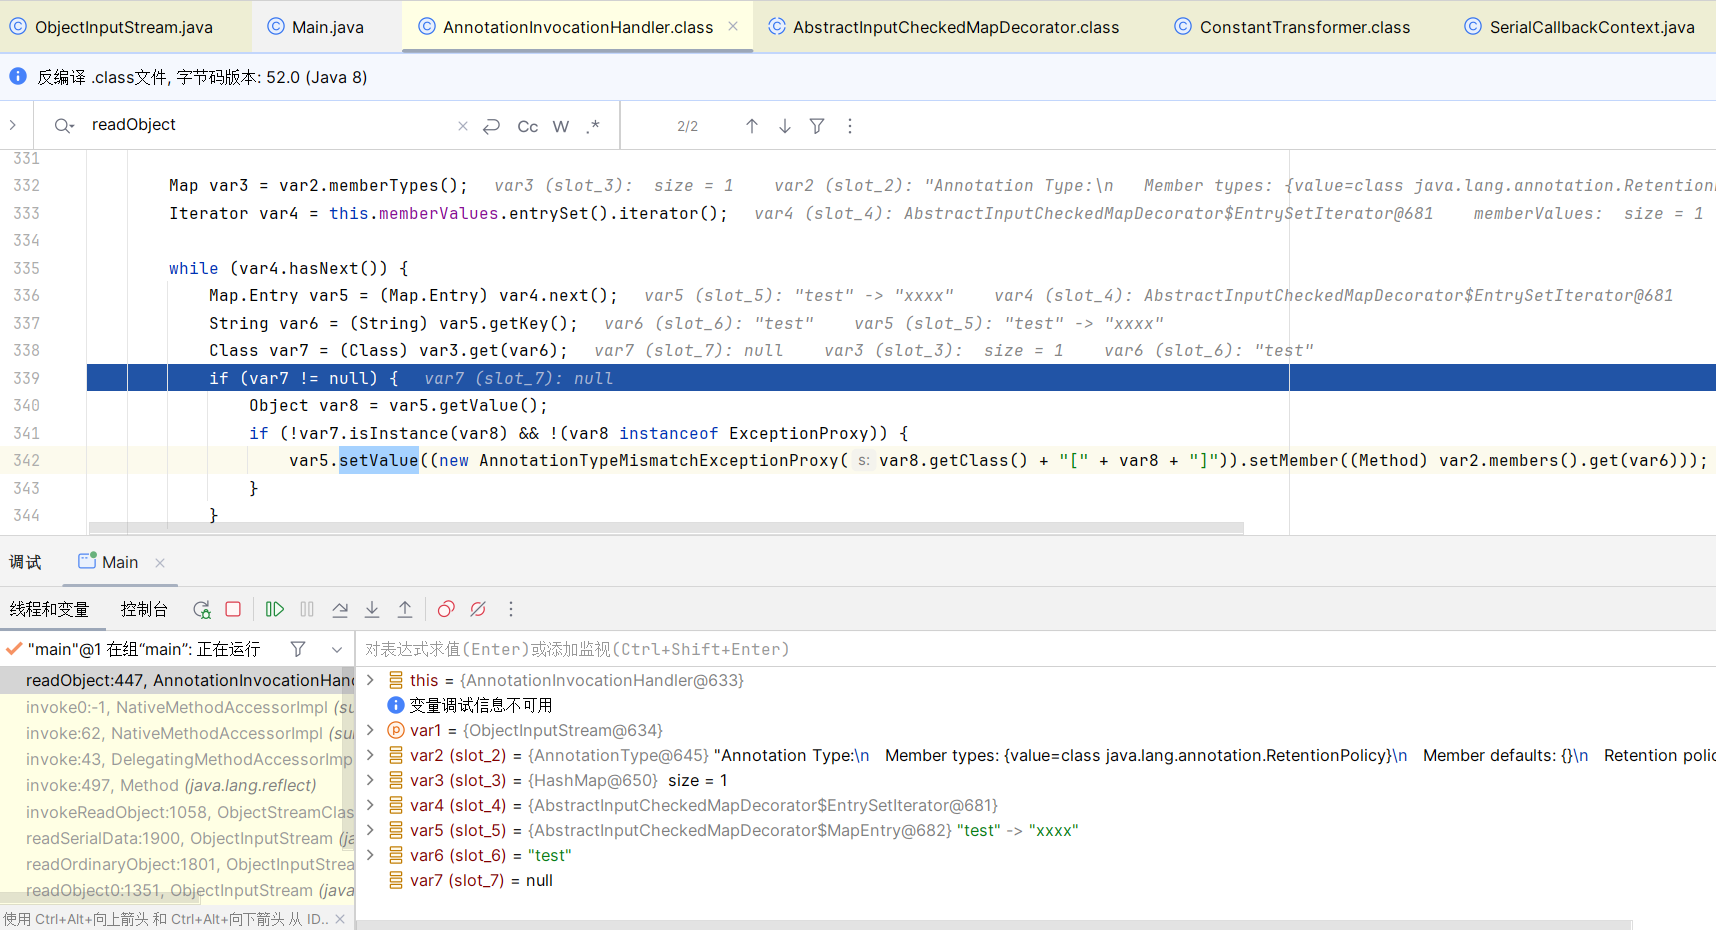 ObjectInputStream.java Main.java AnnotationInvocationHandler.class AbstractInputCheckedMapDecorator.class ConstantTransformer.class SerialCallbackContext.java
反编译 .class文件, 字节码版本: 52.0 (Java 8)
readObject Cc W .* 2/2
331
332 Map var3 = var2.memberTypes(); var3 (slot_3): size = 1 var2 (slot_2): "Annotation Type:\n Member types: {value=class java.lang.annotation.Retention
333 Iterator var4 = this.memberValues.entrySet().iterator(); var4 (slot_4): AbstractInputCheckedMapDecorator$EntrySetIterator@681 memberValues: size = 1
334
335 while (var4.hasNext()) {
336 Map.Entry var5 = (Map.Entry) var4.next(); var5 (slot_5): "test" -> "xxxx" var4 (slot_4): AbstractInputCheckedMapDecorator$EntrySetIterator@681
337 String var6 = (String) var5.getKey(); var6 (slot_6): "test" var5 (slot_5): "test" -> "xxxx"
338 Class var7 = (Class) var3.get(var6); var7 (slot_7): null var3 (slot_3): size = 1 var6 (slot_6): "test"
339 if (var7 != null) { var7 (slot_7): null
340 Object var8 = var5.getValue();
341 if (!var7.isInstance(var8) && !(var8 instanceof ExceptionProxy)) {
342 var5.setValue((new AnnotationTypeMismatchExceptionProxy( s: var8.getClass() + "[" + var8 + "]")).setMember((Method) var2.members().get(var6)));
343 }
344 }
调试 Main
线程和变量 控制台
"main"@1 在组“main”: 正在运行
对表达式求值(Enter)或添加监视(Ctrl+Shift+Enter)
readObject:447, AnnotationInvocationHand
invoke0:-1, NativeMethodAccessorImpl (su
invoke:62, NativeMethodAccessorImpl (su
invoke:43, DelegatingMethodAccessorImp
invoke:497, Method (java.lang.reflect)
invokeReadObject:1058, ObjectStreamClas
readSerialData:1900, ObjectInputStream (ja
readOrdinaryObject:1801, ObjectInputStrea
readObject0:1351, ObjectInputStream (java
使用 Ctrl+Alt+向上箭头 和 Ctrl+Alt+向下箭头 从 ID..
this = {AnnotationInvocationHandler@633}
变量调试信息不可用
var1 = {ObjectInputStream@634}
var2 (slot_2) = {AnnotationType@645} "Annotation Type:\n Member types: {value=class java.lang.annotation.RetentionPolicy}\n Member defaults: {}\n Retention polic
var3 (slot_3) = {HashMap@650} size = 1
var4 (slot_4) = {AbstractInputCheckedMapDecorator$EntrySetIterator@681}
var5 (slot_5) = {AbstractInputCheckedMapDecorator$MapEntry@682} "test" -> "xxxx"
var6 (slot_6) = "test"
var7 (slot_7) = null